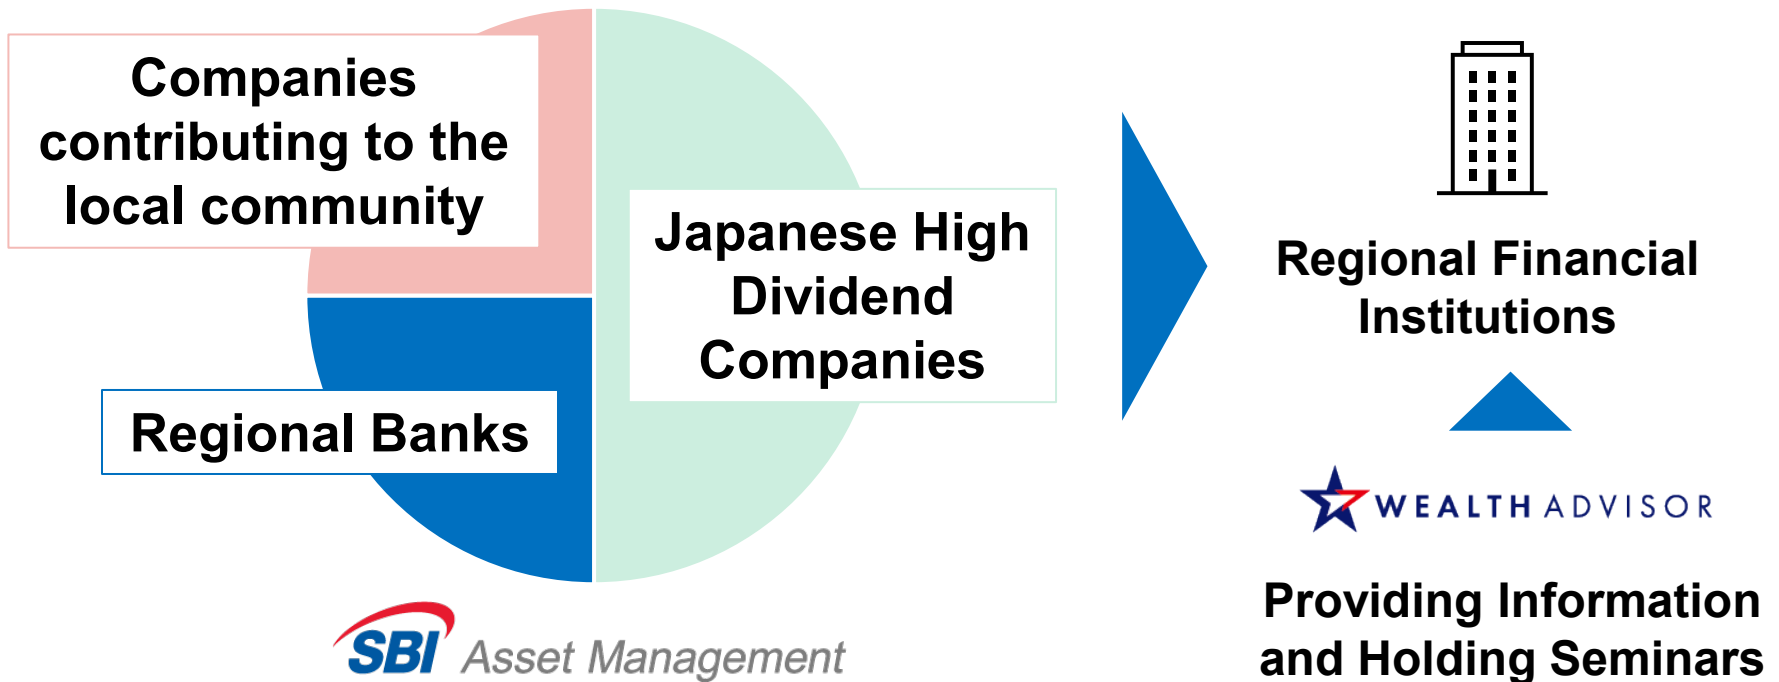 Companies
contributing to the
local community
Japanese High
Dividend
Companies
Regional Banks
SBI Asset Management
Regional Financial
Institutions
WEALTH ADVISOR
Providing Information
and Holding Seminars